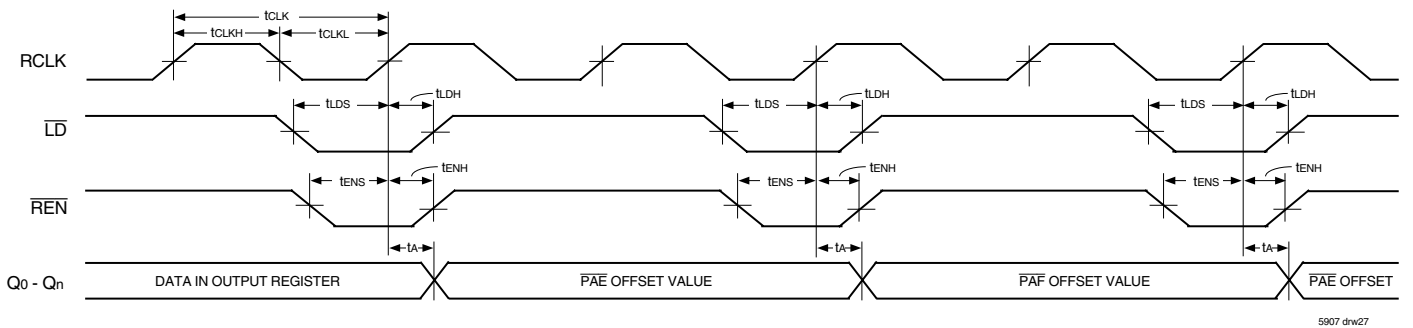 tCLK
tCLKH tCLKL
RCLK
tLDS tLDH tLDS tLDH tLDS tLDH
LD
tENS tENH tENS tENH tENS tENH
REN
tA tA tA
Q0 - Qn DATA IN OUTPUT REGISTER PAE OFFSET VALUE PAF OFFSET VALUE PAE OFFSET
5907 drw27